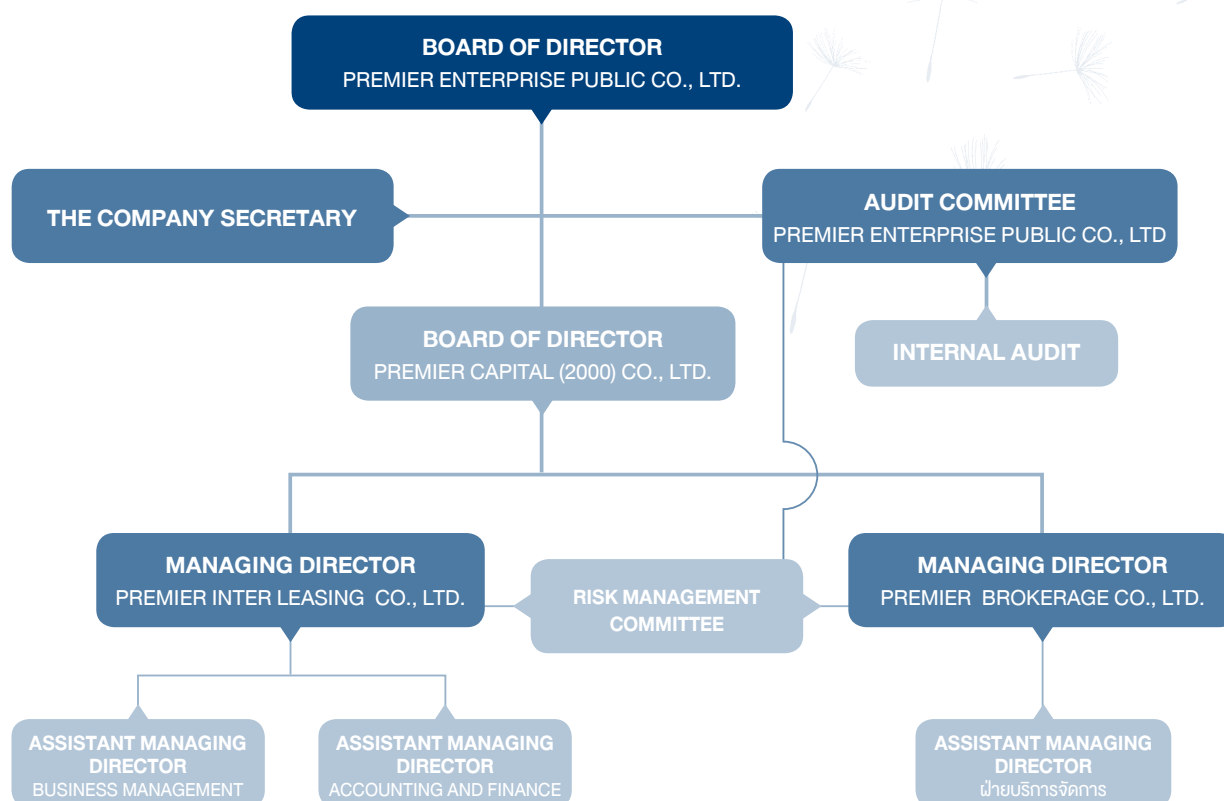 BOARD OF DIRECTOR
PREMIER ENTERPRISE PUBLIC CO., LTD.
THE COMPANY SECRETARY
AUDIT COMMITTEE
PREMIER ENTERPRISE PUBLIC CO., LTD
BOARD OF DIRECTOR
PREMIER CAPITAL (2000) CO., LTD.
INTERNAL AUDIT
MANAGING DIRECTOR
PREMIER INTER LEASING CO., LTD.
RISK MANAGEMENT
COMMITTEE
MANAGING DIRECTOR
PREMIER BROKERAGE CO., LTD.
ASSISTANT MANAGING
DIRECTOR
BUSINESS MANAGEMENT
ASSISTANT MANAGING
DIRECTOR
ACCOUNTING AND FINANCE
ASSISTANT MANAGING
DIRECTOR
ฝ่ายบริการจัดการ